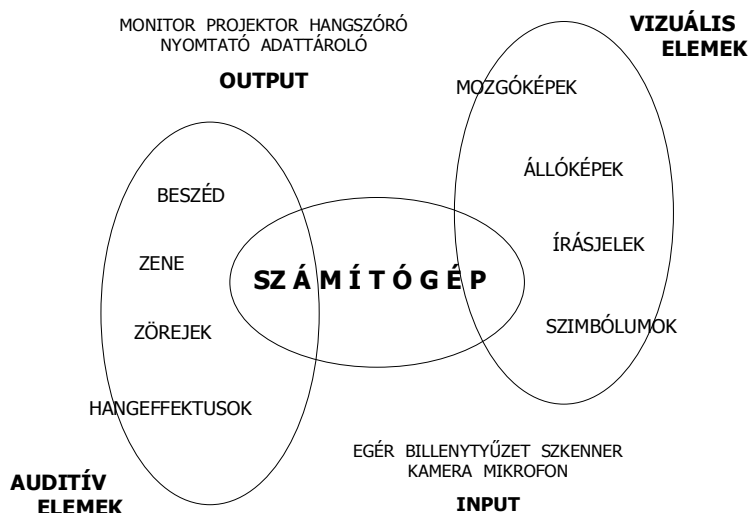 MONITOR PROJEKTOR HANGSZÓRÓ
NYOMTATÓ ADATTÁROLÓ
OUTPUT
VIZUÁLIS
ELEMEK
MOZGÓKÉPEK
ÁLLÓKÉPEK
ÍRÁSJELEK
SZIMBÓLUMOK
BESZÉD
ZENE
ZÖREJEK
HANGEFFEKTUSOK
SZÁMÍTÓGÉP
AUDITÍV
ELEMEK
EGÉR BILLENYTYŰZET SZKENNER
KAMERA MIKROFON
INPUT